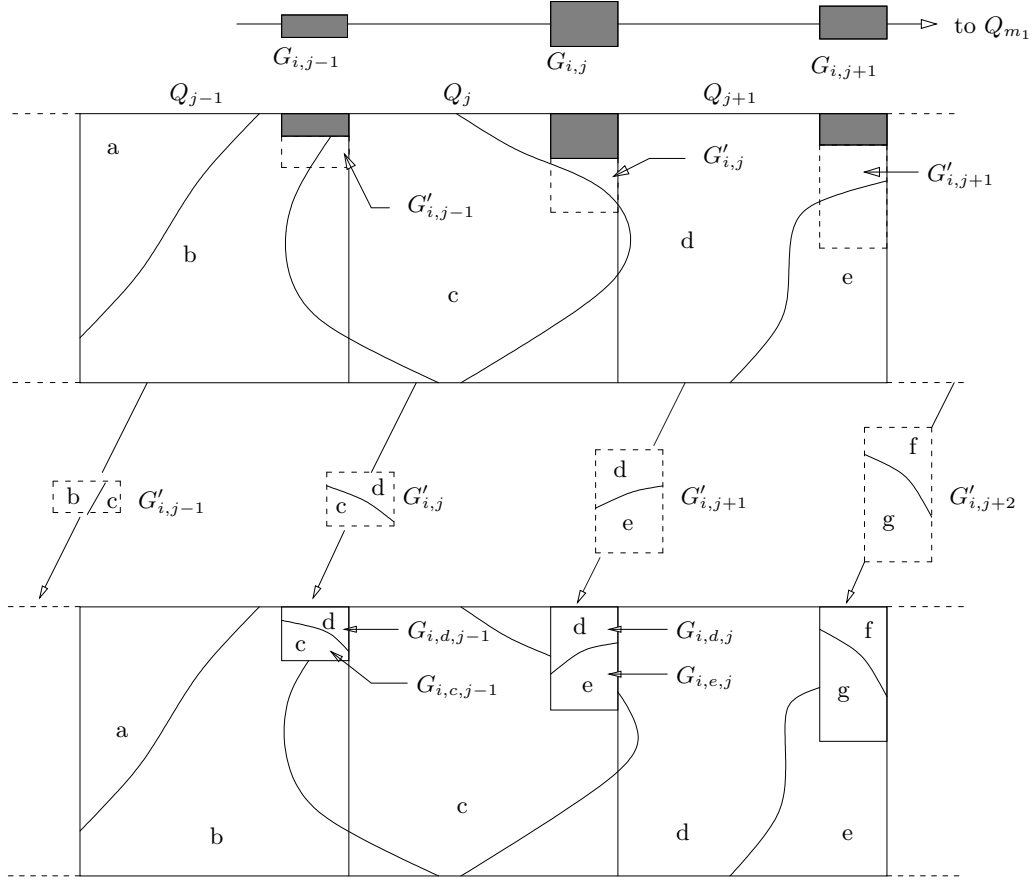 to Q_{m_1}
G_{i,j−1} G_{i,j} G_{i,j+1}
Q_{j−1} Q_j Q_{j+1}
a
G′_{i,j} G′_{i,j+1}
G′_{i,j−1}
b d
c e
f
b c G′_{i,j−1} c d G′_{i,j} d e G′_{i,j+1} g G′_{i,j+2}
d G_{i,d,j−1} d G_{i,d,j} f
c G_{i,c,j−1} e G_{i,e,j} g
a
b c d e